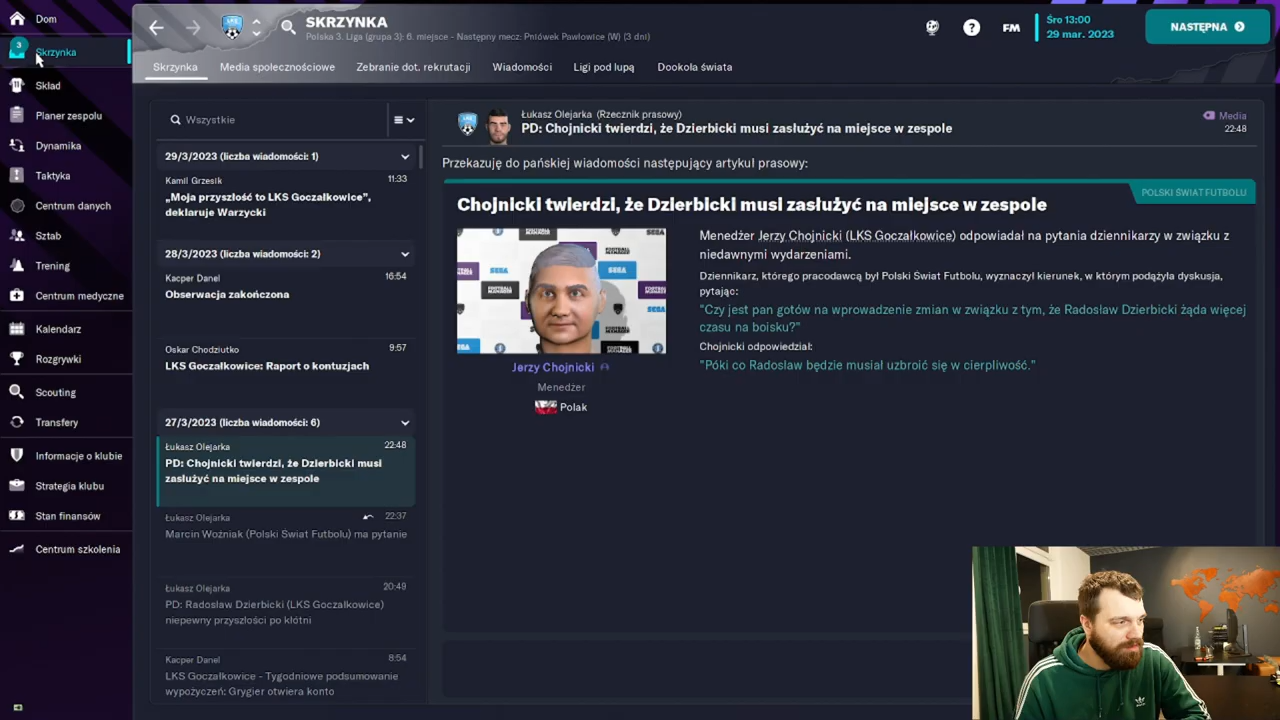 Dom
3
Skrzynka
Skład
Planer zespołu
Dynamika
Taktyka
Centrum danych
Sztab
Trening
Centrum medyczne
Kalendarz
Rozgrywki
Scouting
Transfery
Informacje o klubie
Strategia klubu
Stan finansów
Centrum szkolenia
SKRZYNKA
Polska 3. Liga (grupa 3): 6. miejsce - Następny mecz: Pniówek Pawłowice (W) (3 dni)
FM
Śro 13:00
29 mar. 2023
NASTĘPNA
Skrzynka
Media społecznościowe
Zebranie dot. rekrutacji
Wiadomości
Ligi pod lupą
Dookoła świata
Wszystkie
29/3/2023 (liczba wiadomości: 1)
Kamil Grzesik 11:33
„Moja przyszłość to LKS Goczałkowice”,
deklaruje Warzycki
28/3/2023 (liczba wiadomości: 2)
Kacper Danel 16:54
Obserwacja zakończona
Oskar Chodziutko 9:57
LKS Goczałkowice: Raport o kontuzjach
27/3/2023 (liczba wiadomości: 6)
Łukasz Olejarka 22:48
PD: Chojnicki twierdzi, że Dzierbicki musi
zasłużyć na miejsce w zespole
Łukasz Olejarka 22:37
Marcin Woźniak (Polski Świat Futbolu) ma pytanie
Łukasz Olejarka 20:49
PD: Radosław Dzierbicki (LKS Goczałkowice)
niepewny przyszłości po kłótni
Kacper Danel 8:54
LKS Goczałkowice - Tygodniowe podsumowanie
wypożyczeń: Grygier otwiera konto
Łukasz Olejarka (Rzecznik prasowy)
PD: Chojnicki twierdzi, że Dzierbicki musi zasłużyć na miejsce w zespole
Media
22:48
Przekazuję do pańskiej wiadomości następujący artykuł prasowy:
POLSKI ŚWIAT FUTBOLU
Chojnicki twierdzi, że Dzierbicki musi zasłużyć na miejsce w zespole
Jerzy Chojnicki
Menedżer
Polak
Menedżer Jerzy Chojnicki (LKS Goczałkowice) odpowiadał na pytania dziennikarzy w związku z
niedawnymi wydarzeniami.
Dziennikarz, którego pracodawcą był Polski Świat Futbolu, wyznaczył kierunek, w którym podążyła dyskusja,
pytając:
"Czy jest pan gotów na wprowadzenie zmian w związku z tym, że Radosław Dzierbicki żąda więcej
czasu na boisku?"
Chojnicki odpowiedział:
"Póki co Radosław będzie musiał uzbroić się w cierpliwość."